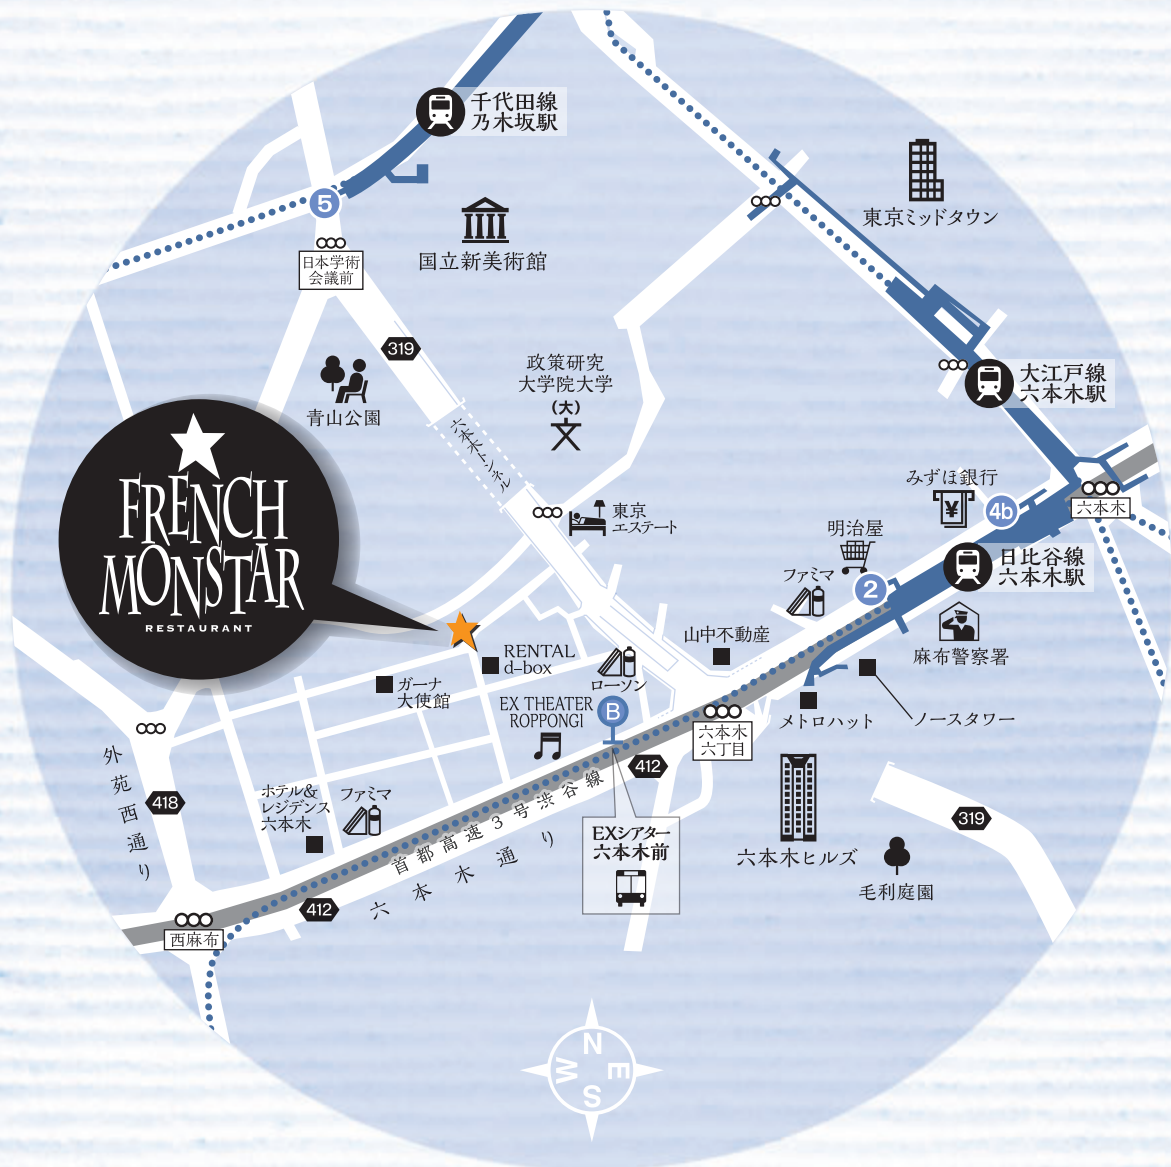 千代田線
乃木坂駅
5
日本学術
会議前
国立新美術館
東京ミッドタウン
319
青山公園
政策研究
大学院大学
(大)
文
六本木トンネル
大江戸線
六本木駅
みずほ銀行
¥
4b
六本木
東京
エステート
明治屋
ファミマ
2
日比谷線
六本木駅
麻布警察署
FRENCH
MONSTAR
RESTAURANT
山中不動産
RENTAL
d-box
ローソン
ガーナ
大使館
EX THEATER
ROPPONGI
B
メトロハット
ノースタワー
六本木
六丁目
412
外苑西通り
418
ホテル&
レジデンス
六本木
ファミマ
首都高速3号渋谷線
六本木通り
EXシアター
六本木前
六本木ヒルズ
319
毛利庭園
412
西麻布
N
W
E
S